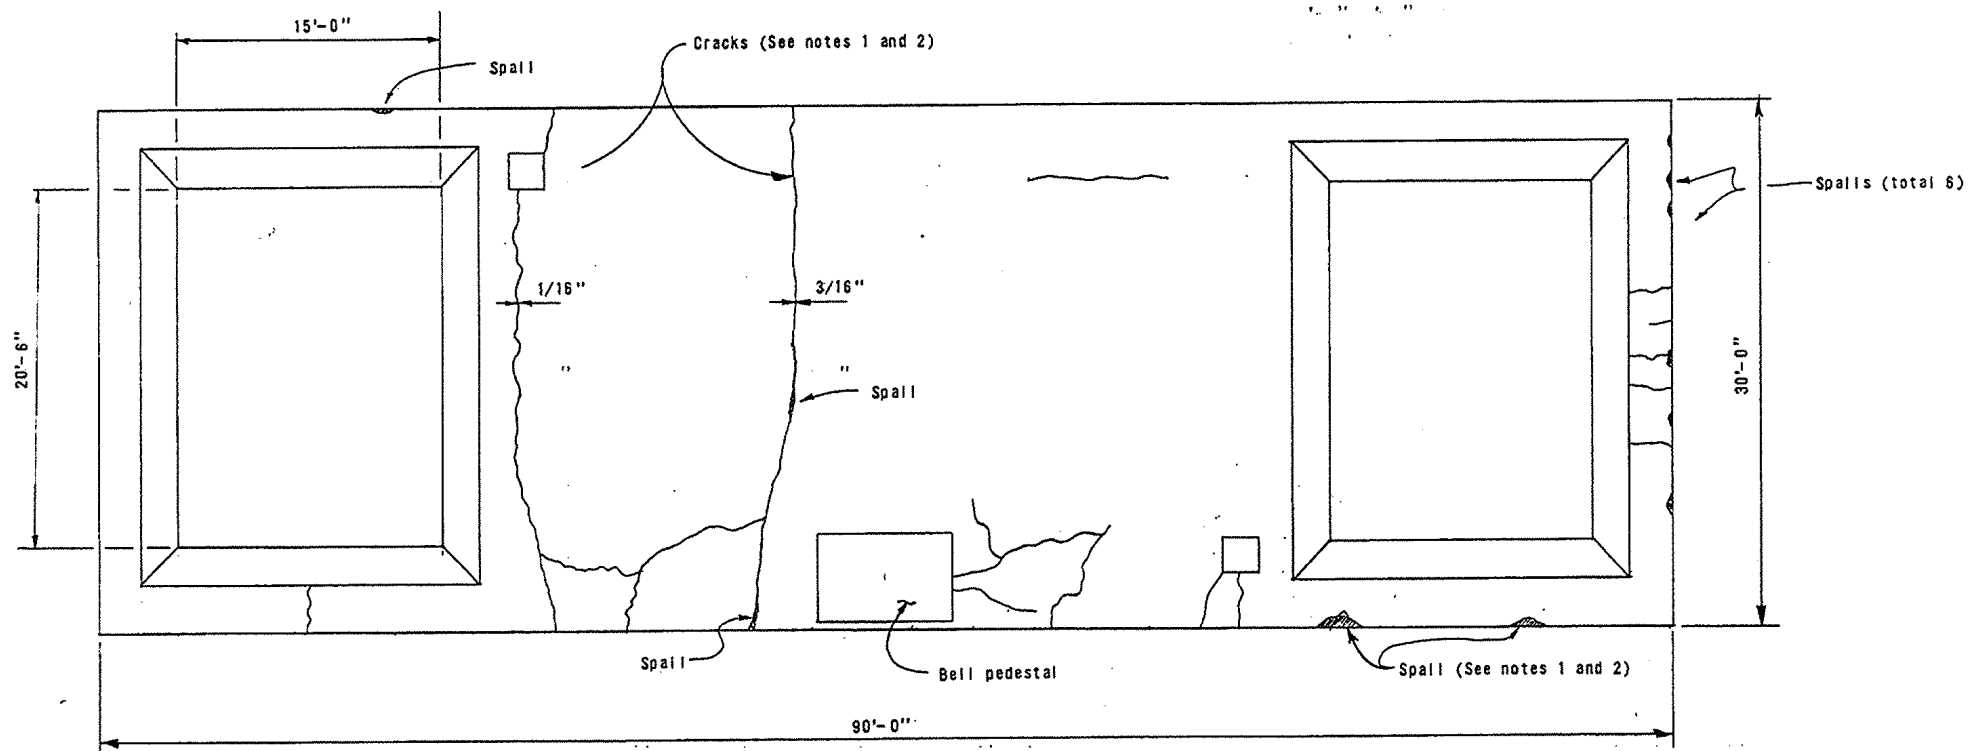 15'-0"
Spall
Cracks (See notes 1 and 2)
Spalls (total 6)
1/16"
3/16"
20'-6"
30'-0"
Spall
Spall
Bell pedestal
Spall (See notes 1 and 2)
90'-0"